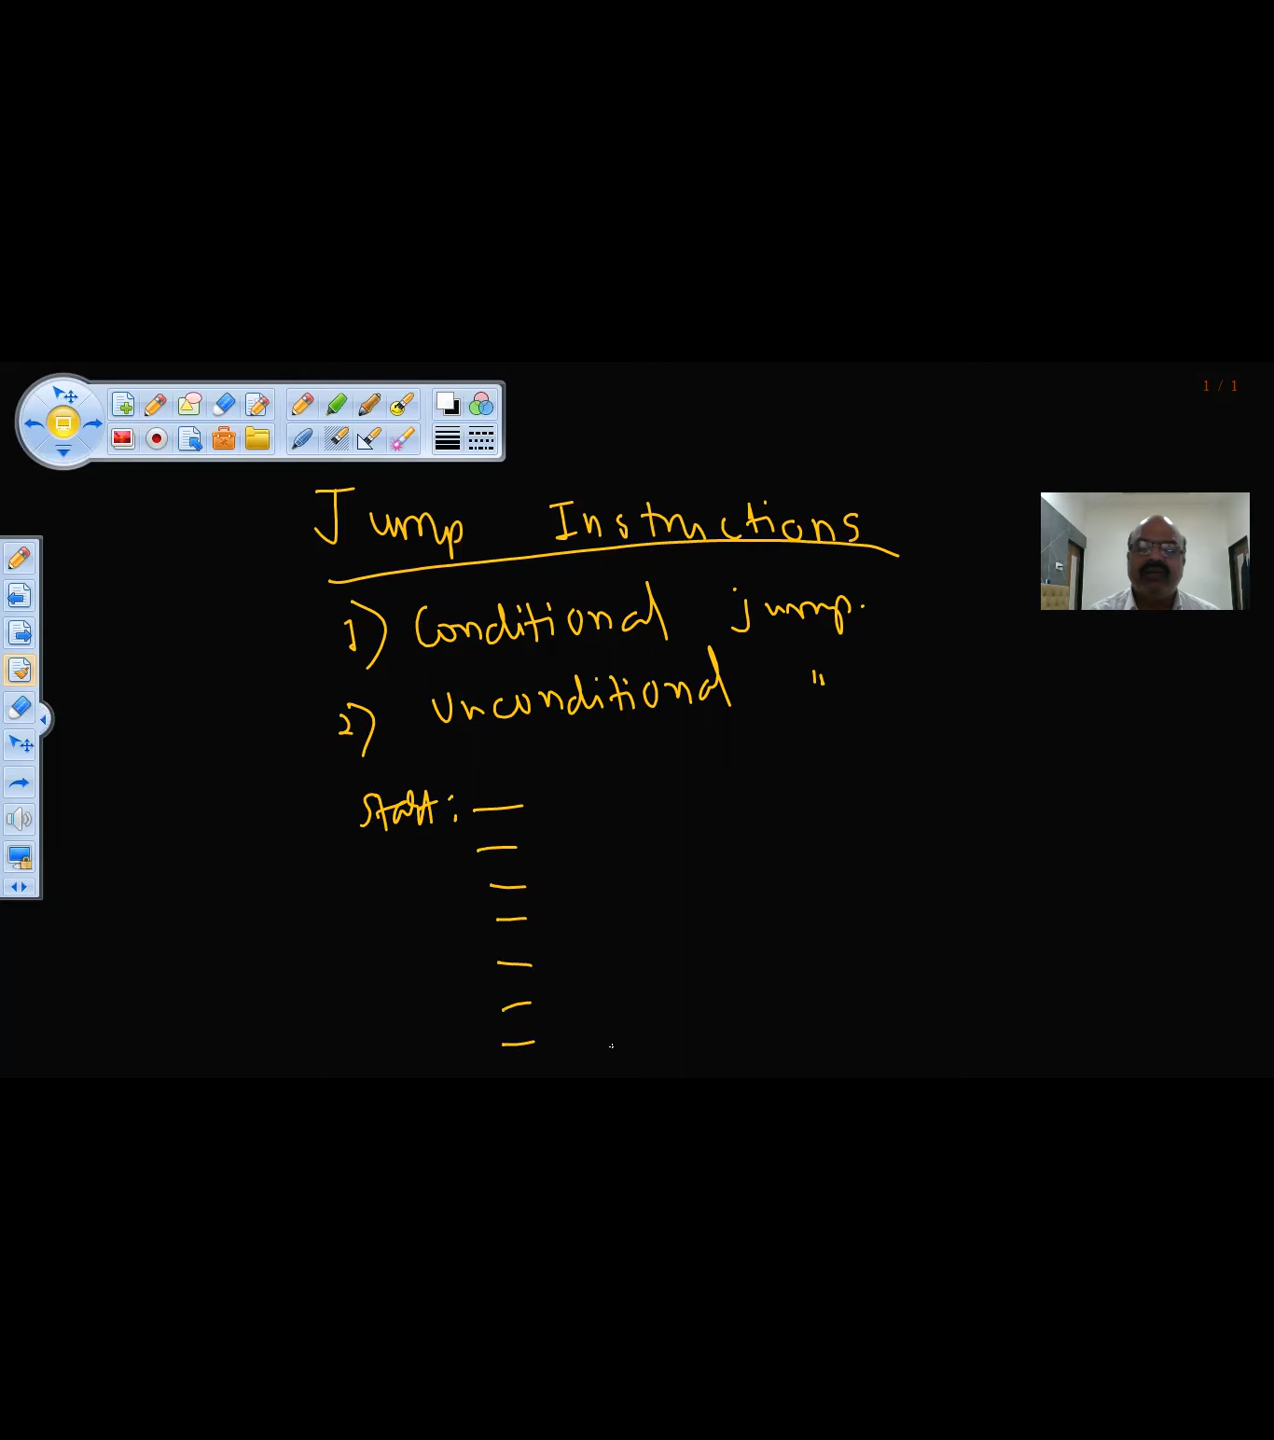 1 / 1
Jump Instructions
1) Conditional jump.
2) Unconditional "
Start: